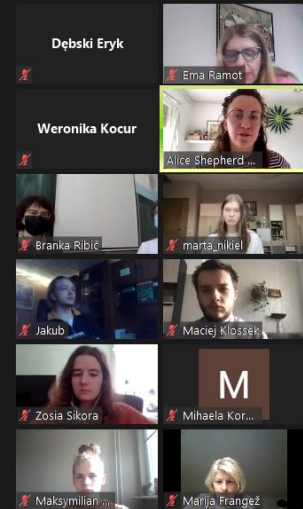 Dębski Eryk
Ema Ramot
Weronika Kocur
Alice Shepherd ...
Branka Ribič
marta_nikiel
Jakub
Maciej Klossek
Zosia Sikora
M
Mihaela Kor...
Maksymilian ...
Marija Frangež